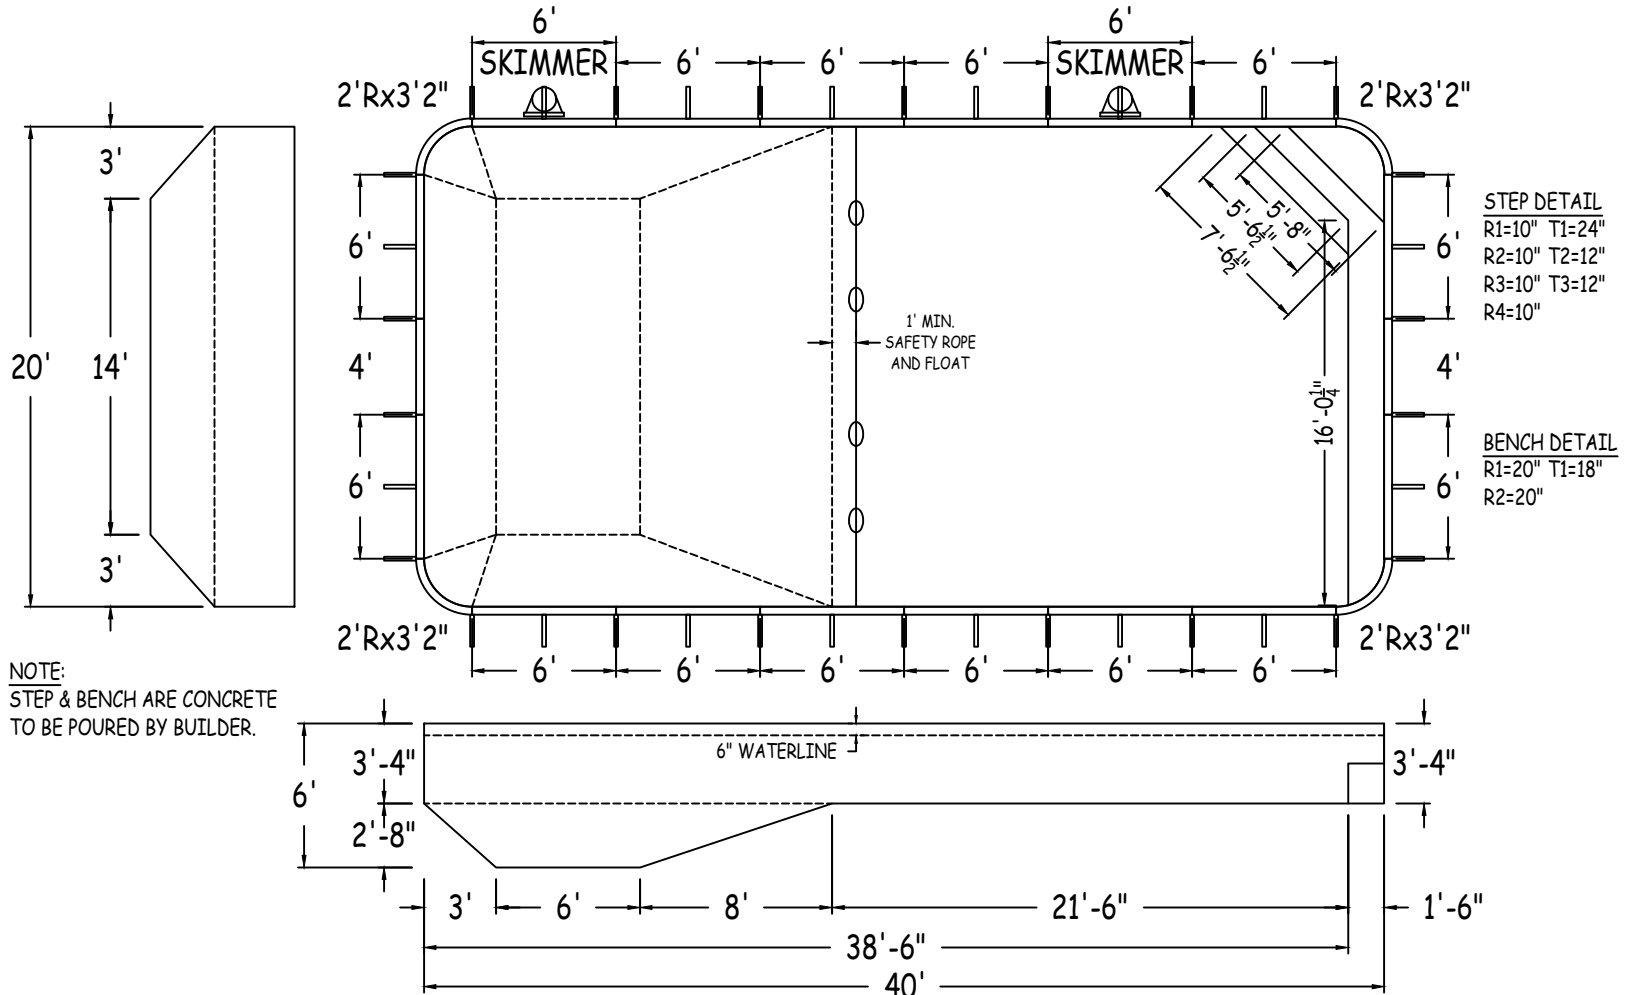 6' 6'
SKIMMER 6' 6' 6' SKIMMER 6'
2'Rx3'2" 2'Rx3'2"
3'
20' 14'
3'
6'
4'
6'
5'-8"
5'-6½"
7'-6½"
16'-0¼"
1' MIN.
SAFETY ROPE
AND FLOAT
6'
4'
6'
STEP DETAIL
R1=10" T1=24"
R2=10" T2=12"
R3=10" T3=12"
R4=10"
BENCH DETAIL
R1=20" T1=18"
R2=20"
2'Rx3'2" 2'Rx3'2"
6' 6' 6' 6' 6' 6'
NOTE:
STEP & BENCH ARE CONCRETE
TO BE POURED BY BUILDER.
6" WATERLINE
3'-4" 3'-4"
6'
2'-8"
3' 6' 8' 21'-6" 1'-6"
38'-6"
40'